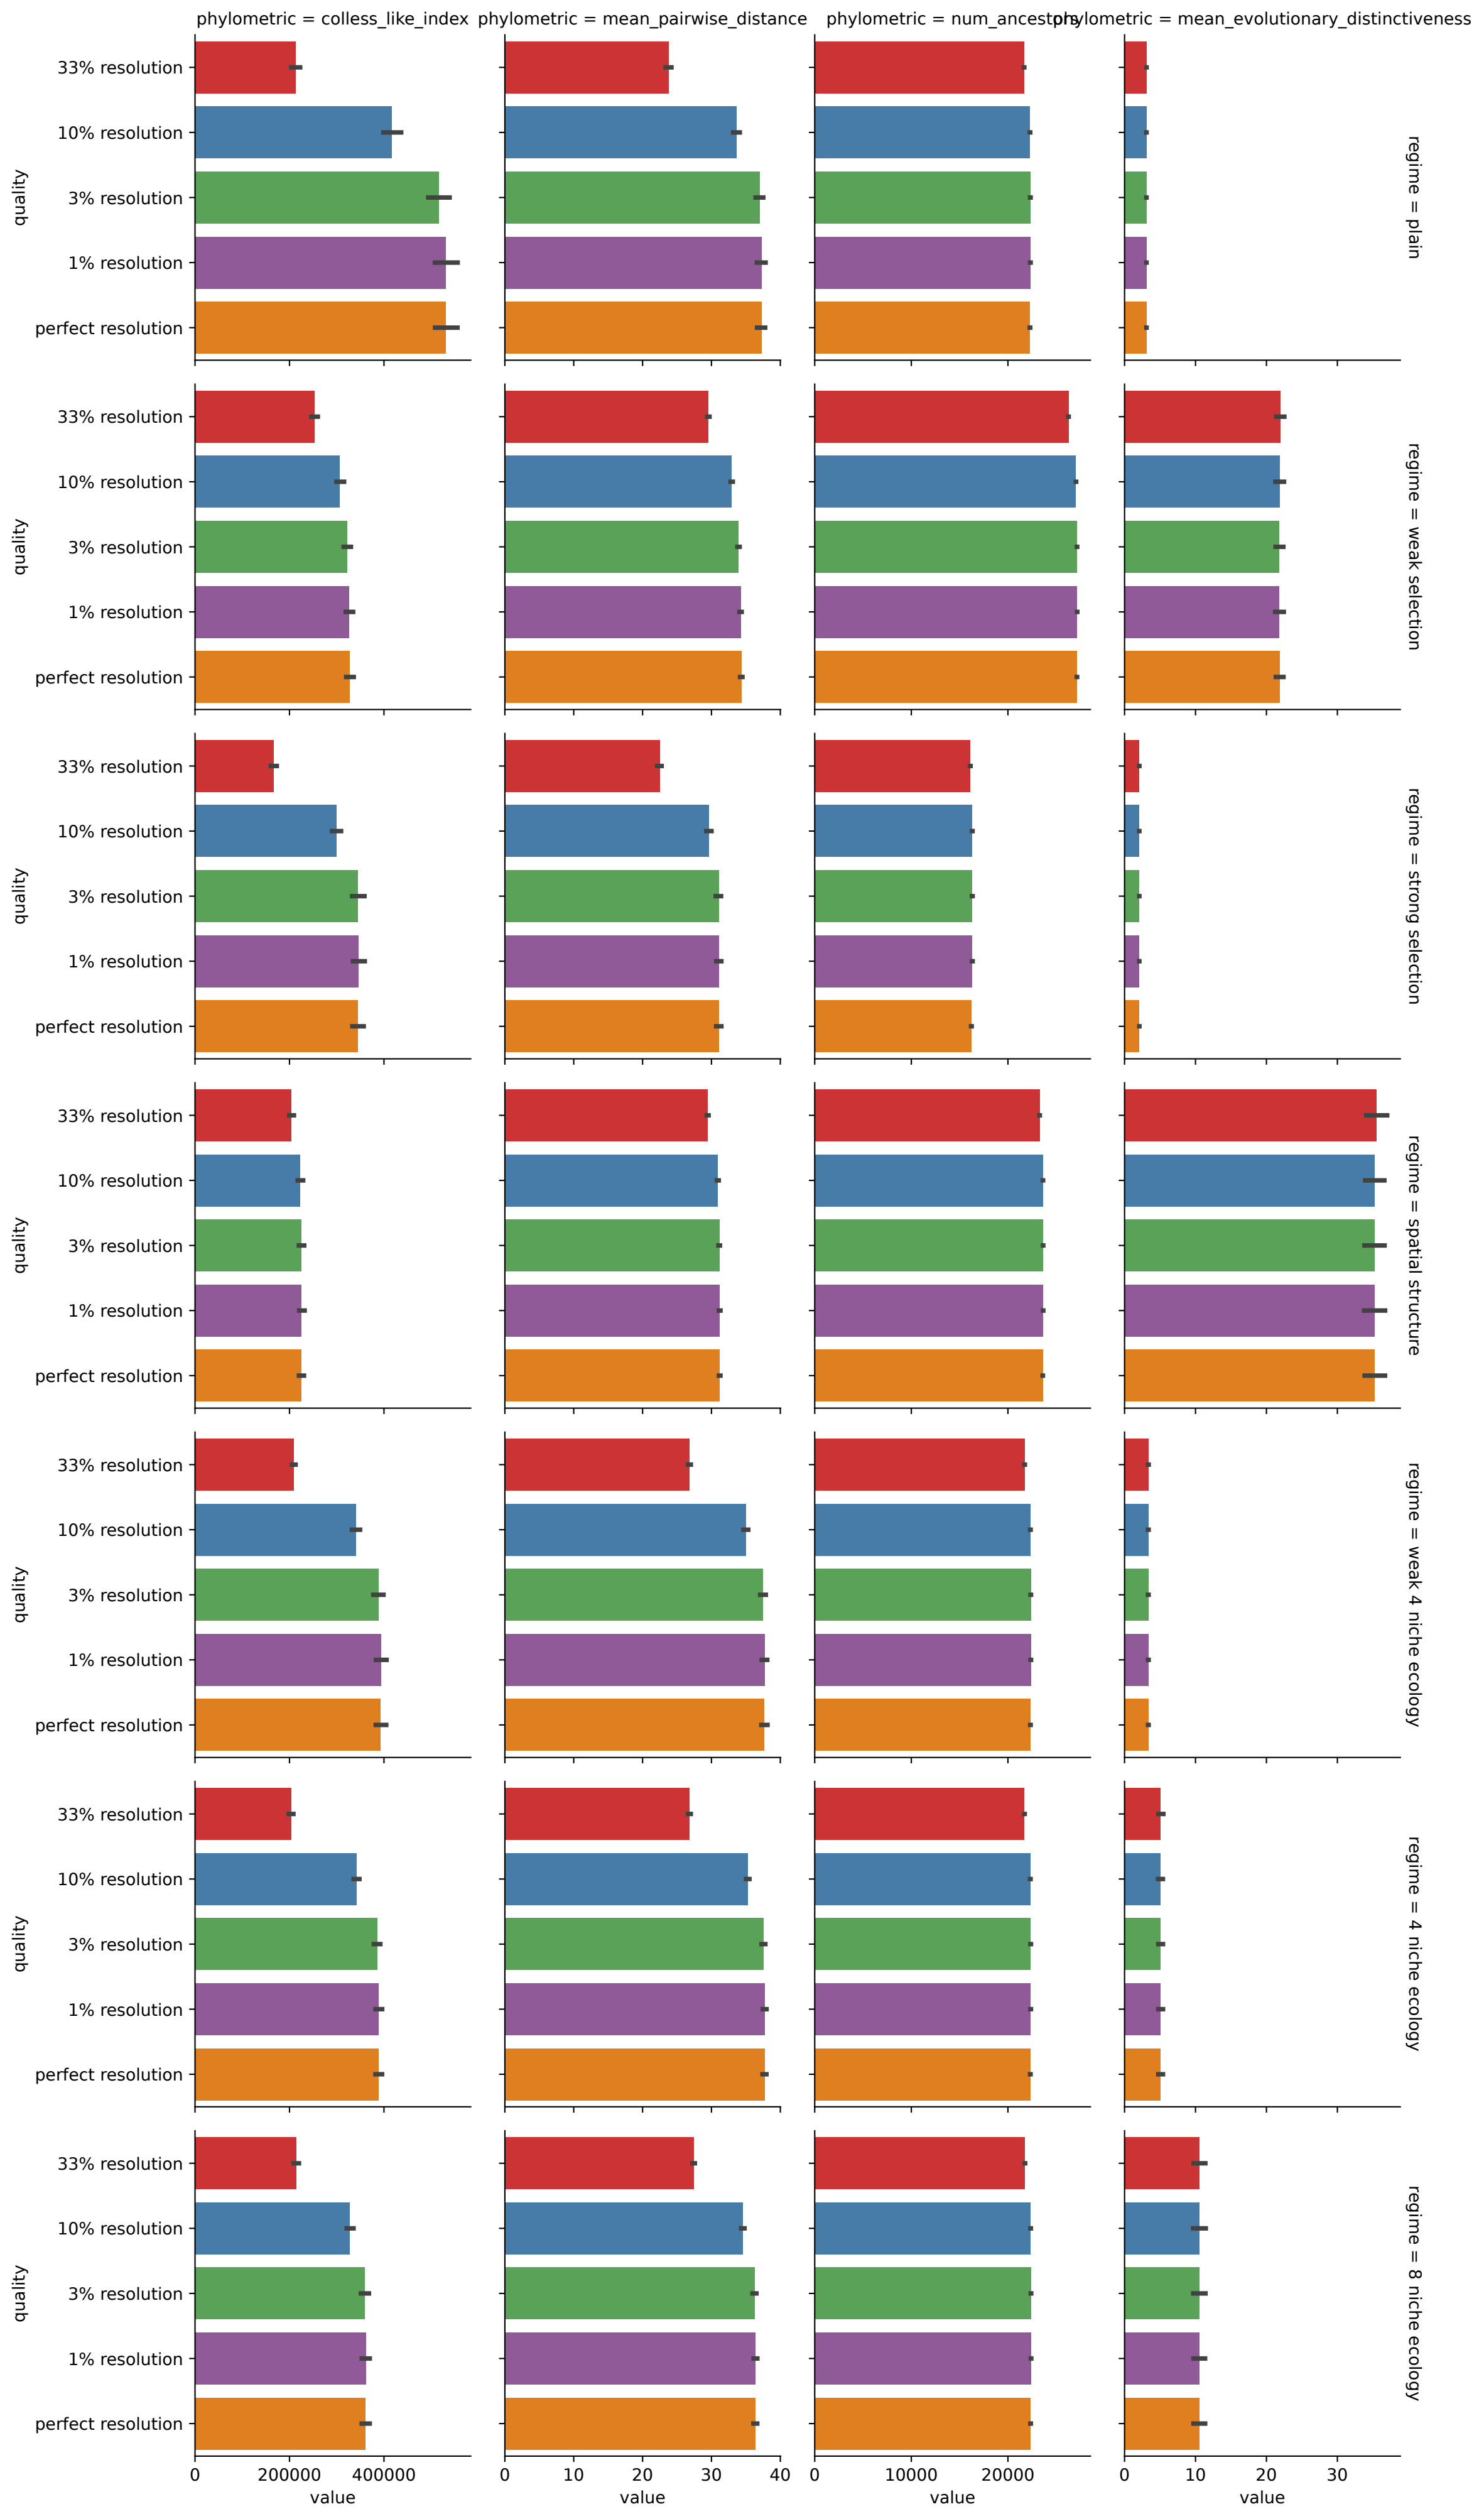 phylometric = colless_like_index
phylometric = mean_pairwise_distance
phylometric = num_ancestors
phylometric = mean_evolutionary_distinctiveness
quality
33% resolution
10% resolution
3% resolution
1% resolution
perfect resolution
regime = plain
quality
33% resolution
10% resolution
3% resolution
1% resolution
perfect resolution
regime = weak selection
quality
33% resolution
10% resolution
3% resolution
1% resolution
perfect resolution
regime = strong selection
quality
33% resolution
10% resolution
3% resolution
1% resolution
perfect resolution
regime = spatial structure
quality
33% resolution
10% resolution
3% resolution
1% resolution
perfect resolution
regime = weak 4 niche ecology
quality
33% resolution
10% resolution
3% resolution
1% resolution
perfect resolution
regime = 4 niche ecology
quality
33% resolution
10% resolution
3% resolution
1% resolution
perfect resolution
regime = 8 niche ecology
0 200000 400000
0 10 20 30 40
0 10000 20000
0 10 20 30
value
value
value
value